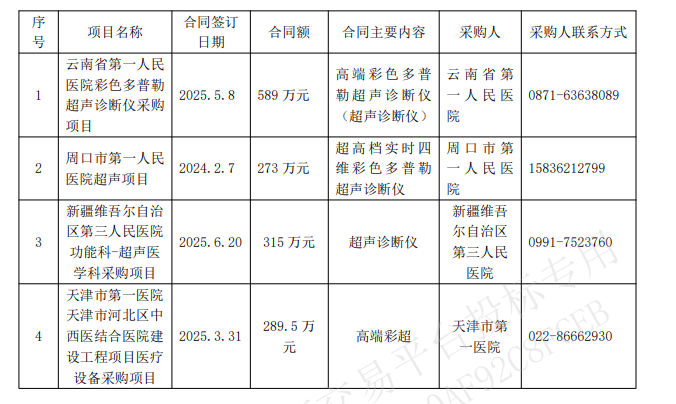 序号 项目名称 合同签订日期 合同额 合同主要内容 采购人 采购人联系方式
1 云南省第一人民医院彩色多普勒超声诊断仪采购项目 2025.5.8 589 万元 高端彩色多普勒超声诊断仪（超声诊断仪） 云南省第一人民医院 0871-63638089
2 周口市第一人民医院超声项目 2024.2.7 273 万元 超高档实时四维彩色多普勒超声诊断仪 周口市第一人民医院 15836212799
3 新疆维吾尔自治区第三人民医院功能科-超声医学科采购项目 2025.6.20 315 万元 超声诊断仪 新疆维吾尔自治区第三人民医院 0991-7523760
4 天津市第一医院天津市河北区中西医结合医院建设工程项目医疗设备采购项目 2025.3.31 289.5 万元 高端彩超 天津市第一医院 022-86662930
交易平台投标专用